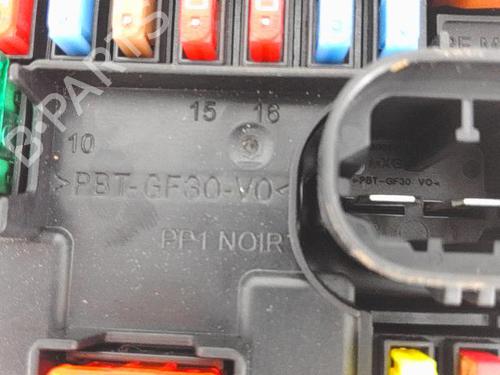 15 16
10
>PBT-GF30-V0<
PP1 NOIR
>PBT-GF30 V0<
B-PARTS